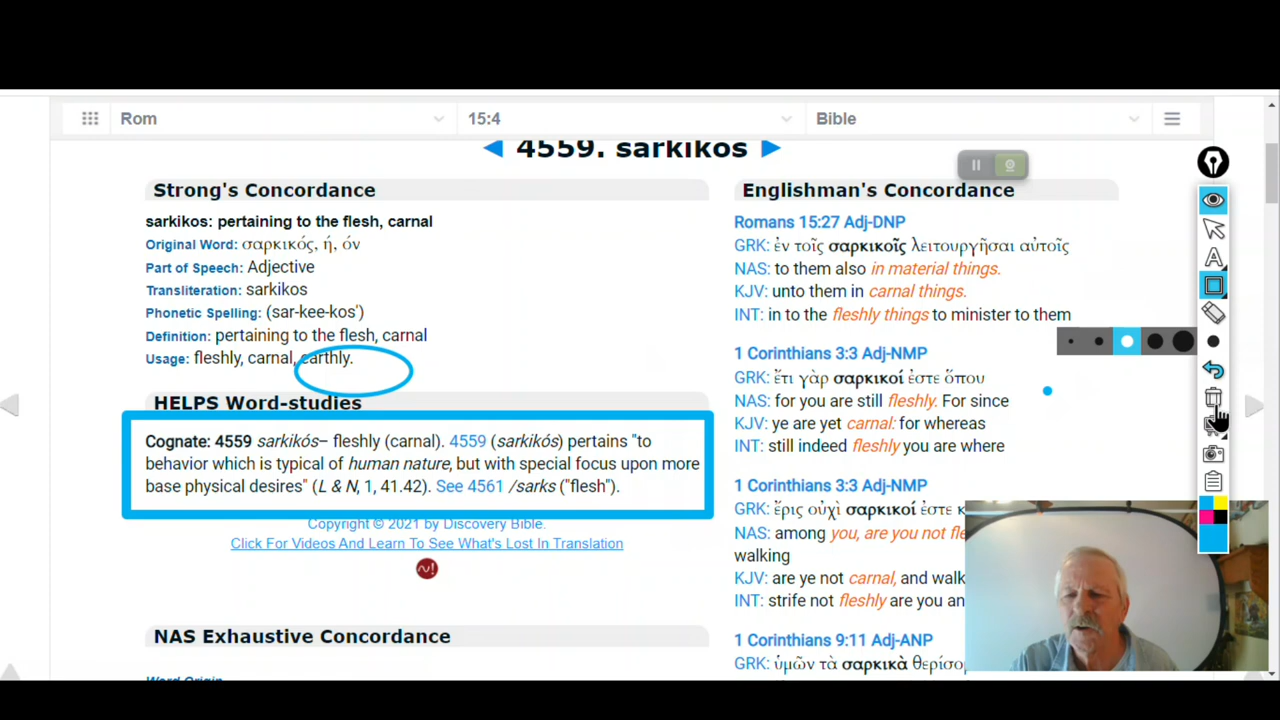 Rom 15:4 Bible
4559. sarkikos
Strong's Concordance
sarkikos: pertaining to the flesh, carnal
Original Word: σαρκικός, ή, όν
Part of Speech: Adjective
Transliteration: sarkikos
Phonetic Spelling: (sar-kee-kos')
Definition: pertaining to the flesh, carnal
Usage: fleshly, carnal, earthly.
HELPS Word-studies
Cognate: 4559 sarkikós– fleshly (carnal). 4559 (sarkikós) pertains "to
behavior which is typical of human nature, but with special focus upon more
base physical desires" (L & N, 1, 41.42). See 4561 /sarks ("flesh").
Copyright © 2021 by Discovery Bible.
Click For Videos And Learn To See What's Lost In Translation
NAS Exhaustive Concordance
Word Origin
Englishman's Concordance
Romans 15:27 Adj-DNP
GRK: ἐν τοῖς σαρκικοῖς λειτουργῆσαι αὐτοῖς
NAS: to them also in material things.
KJV: unto them in carnal things.
INT: in to the fleshly things to minister to them
1 Corinthians 3:3 Adj-NMP
GRK: ἔτι γὰρ σαρκικοί ἐστε ὅπου
NAS: for you are still fleshly. For since
KJV: ye are yet carnal: for whereas
INT: still indeed fleshly you are where
1 Corinthians 3:3 Adj-NMP
GRK: ἔρις οὐχὶ σαρκικοί ἐστε κ
NAS: among you, are you not fle
walking
KJV: are ye not carnal, and walk
INT: strife not fleshly are you an
1 Corinthians 9:11 Adj-ANP
GRK: ὑμῶν τὰ σαρκικὰ θερίσο